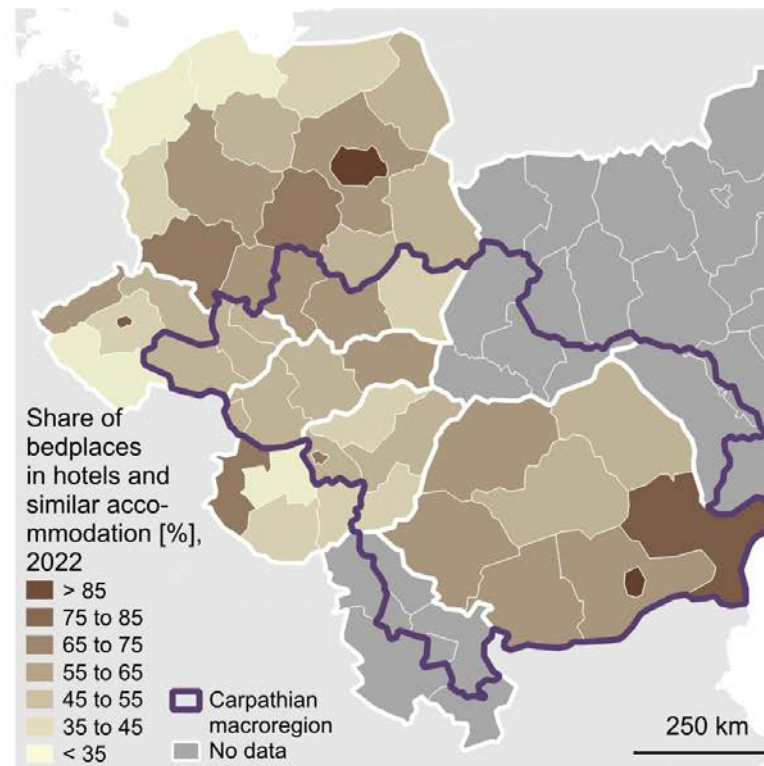 Share of
bedplaces
in hotels and
similar acco-
mmodation [%],
2022
> 85
75 to 85
65 to 75
55 to 65
45 to 55
35 to 45
< 35
Carpathian
macroregion
No data
250 km